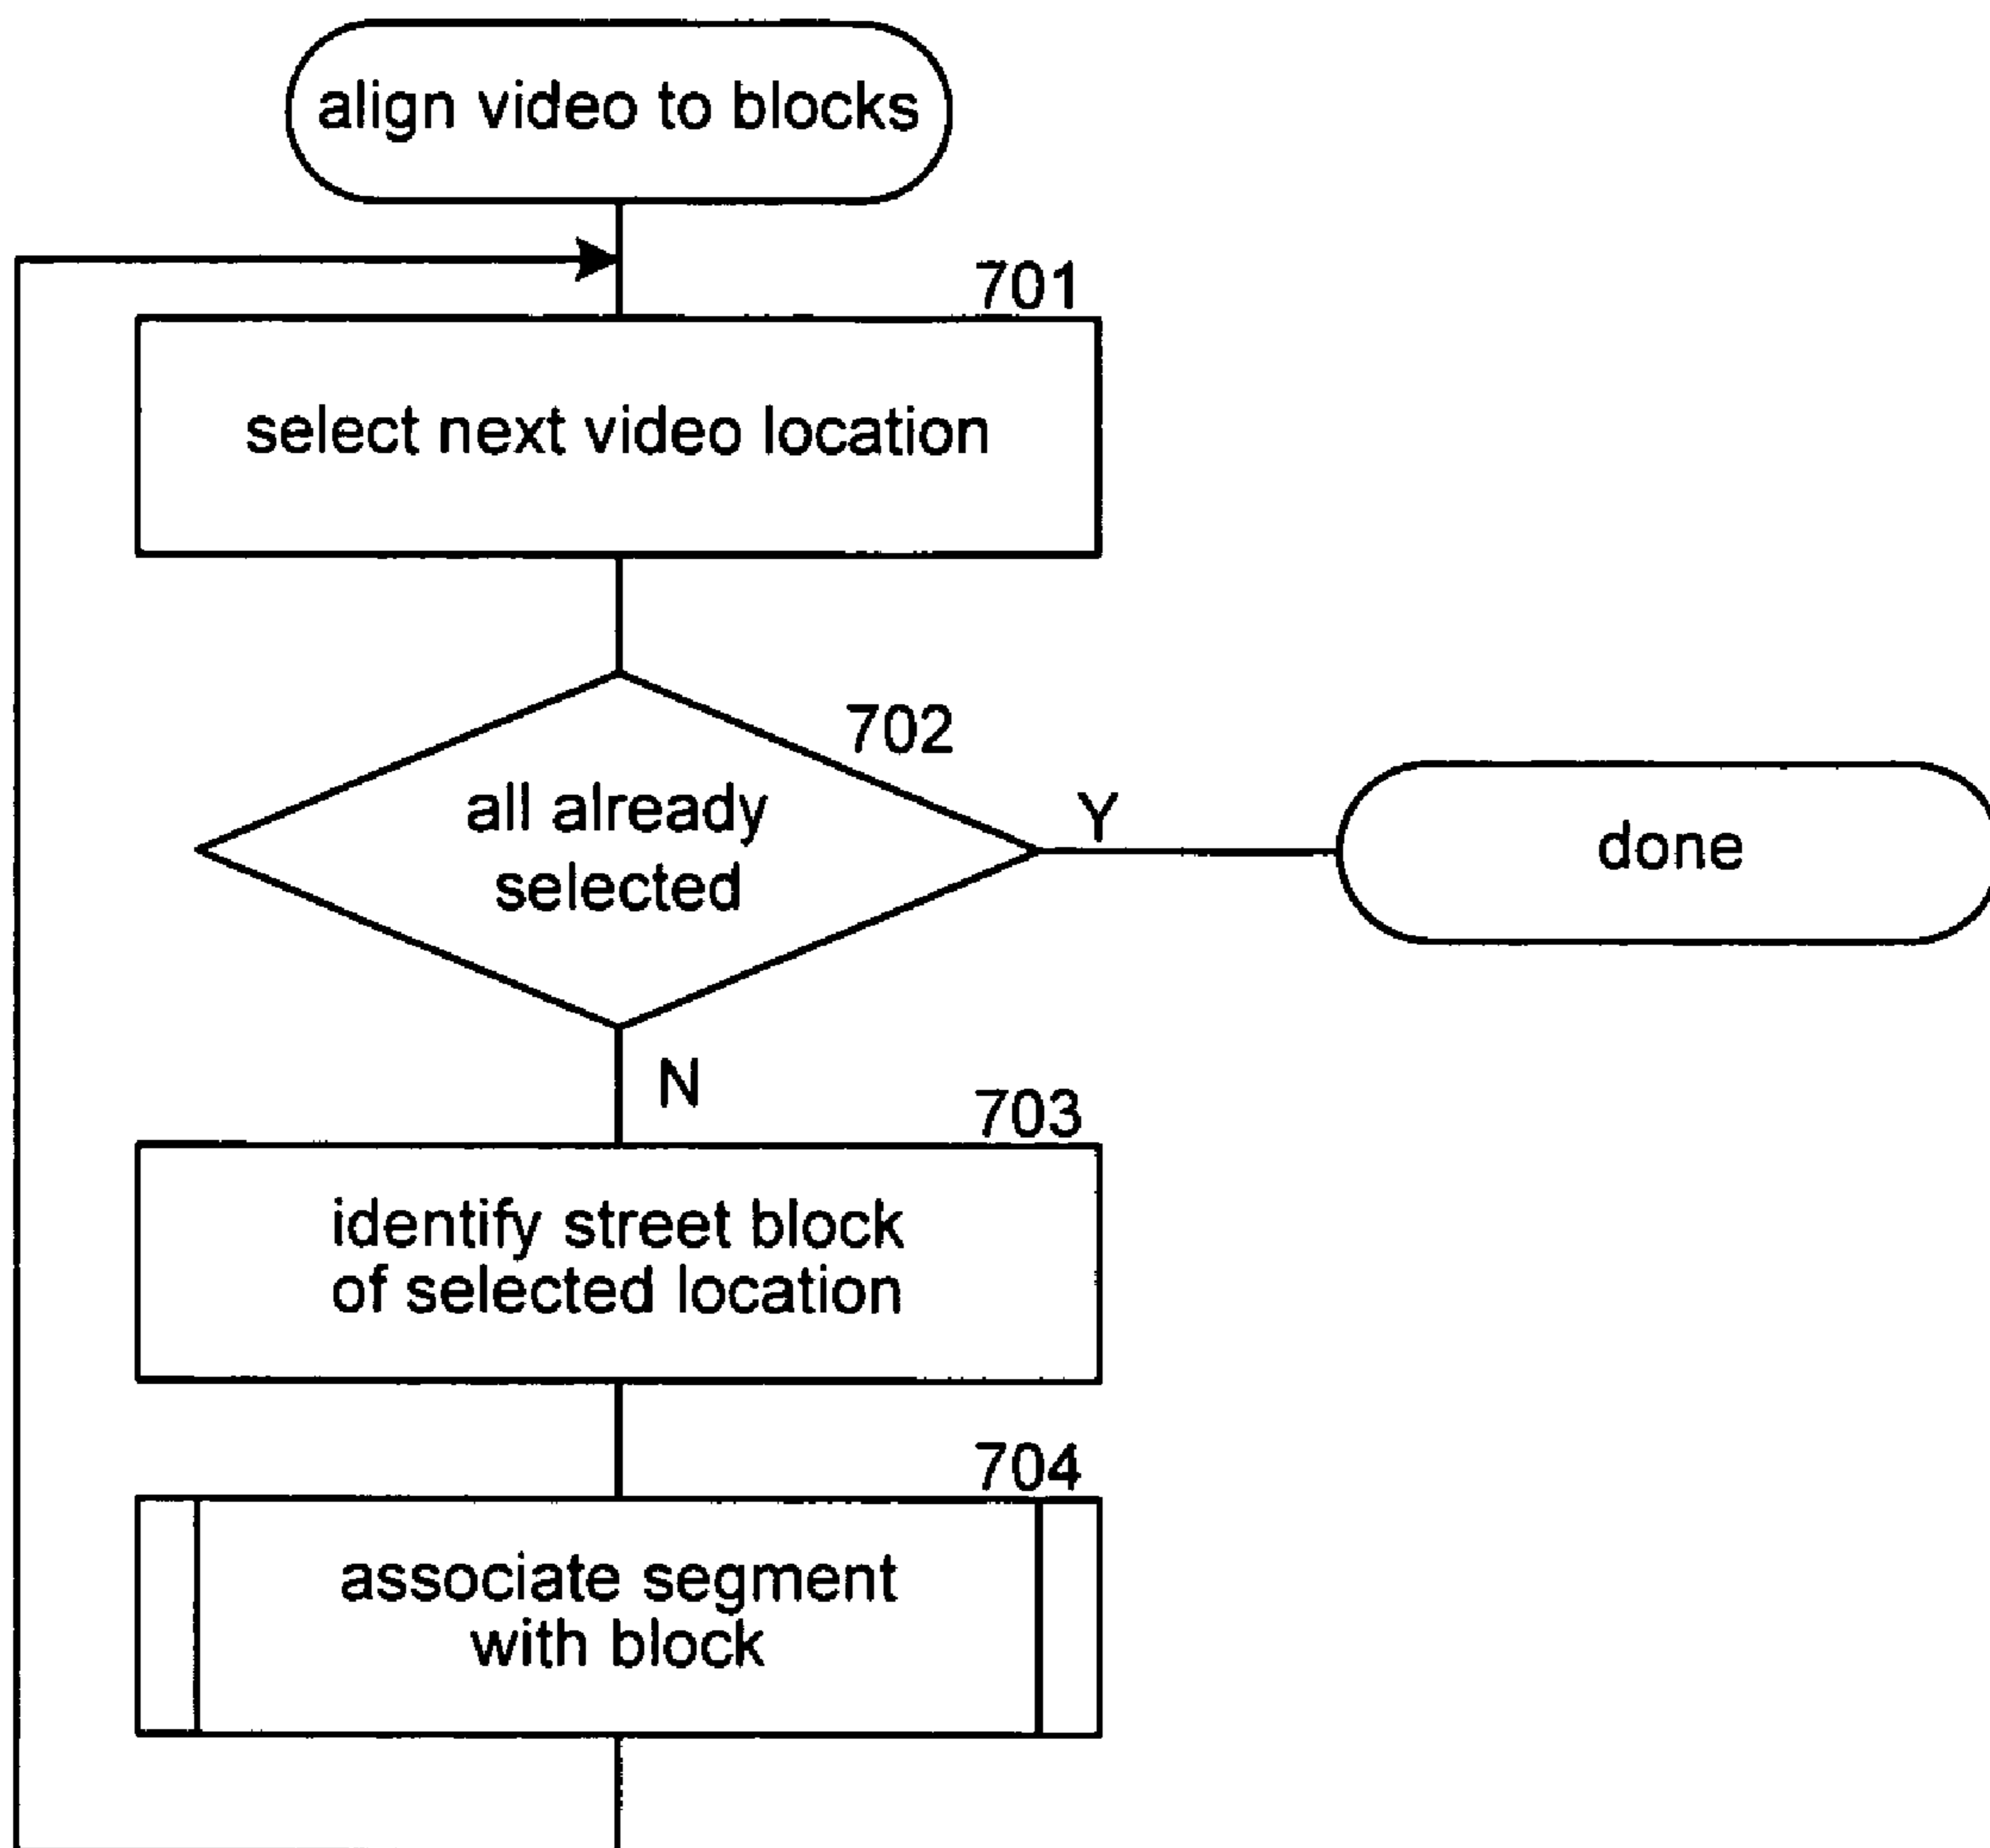 align video to blocks
701
select next video location
702
all already
selected
Y
done
N
703
identify street block
of selected location
704
associate segment
with block